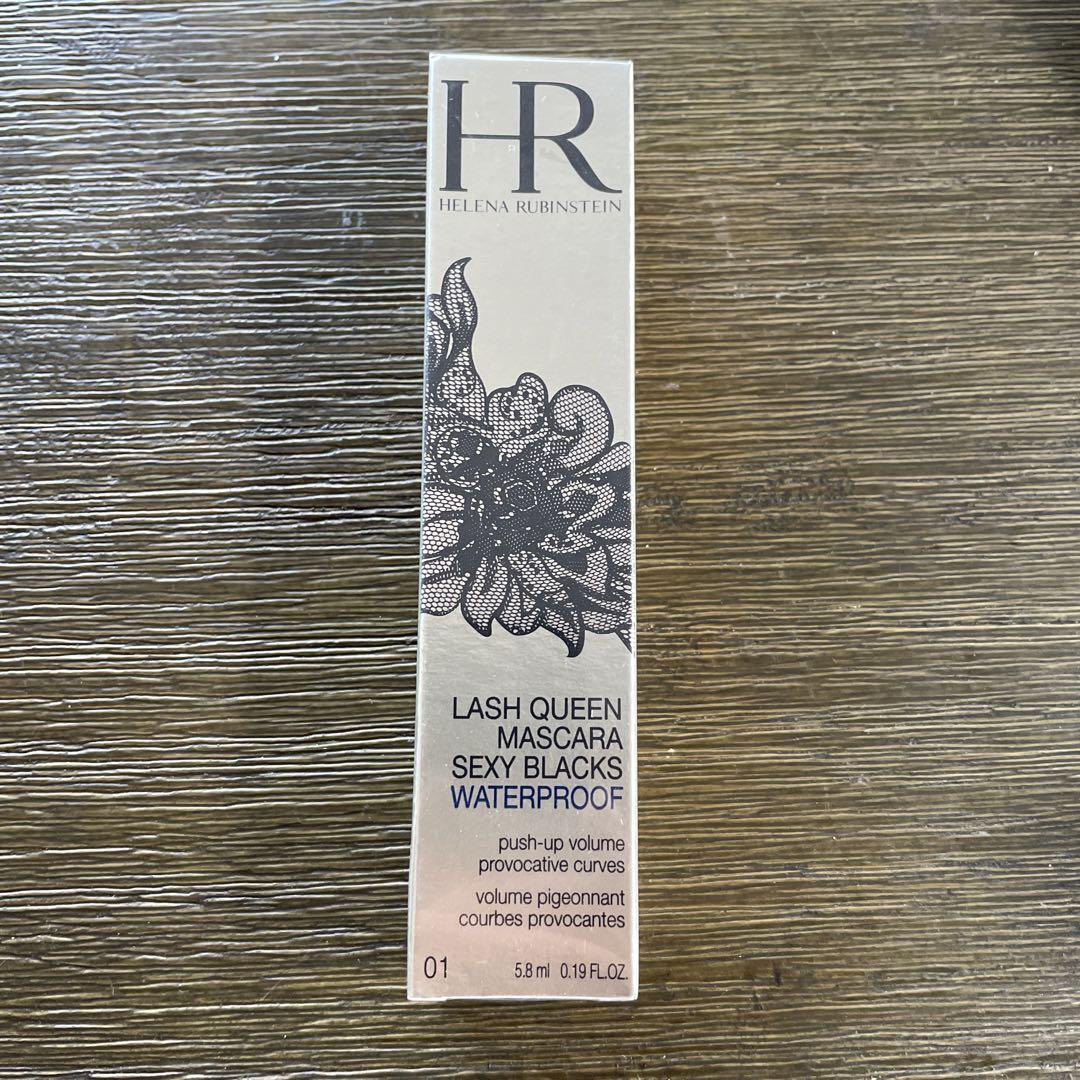 HR
HELENA RUBINSTEIN
LASH QUEEN
MASCARA
SEXY BLACKS
WATERPROOF
push-up volume
provocative curves
volume pigeonnant
courbes provocantes
01 5.8 ml 0.19 FL.OZ.